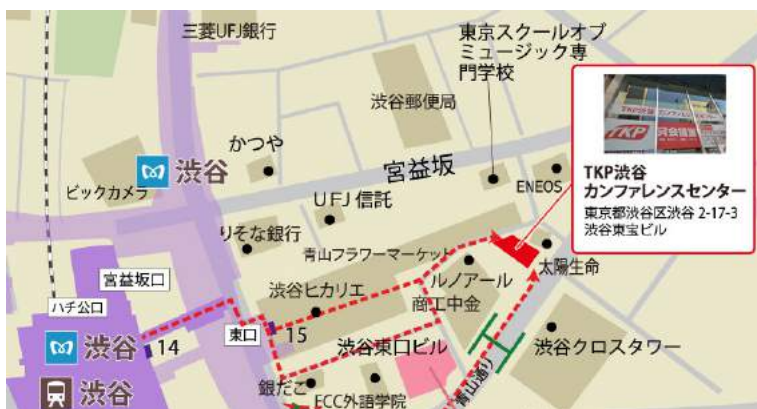 三菱UFJ銀行
東京スクールオブ
ミュージック専
門学校
渋谷郵便局
かつや
宮益坂
渋谷
ビックカメラ
UFJ信託
ENEOS
TKP
TKP渋谷
カンファレンスセンター
東京都渋谷区渋谷 2-17-3
渋谷東宝ビル
りそな銀行
青山フラワーマーケット
太陽生命
宮益坂口
渋谷ヒカリエ
ルノアール
商工中金
ハチ公口
東口
15
渋谷
14
渋谷東口ビル
渋谷クロスタワー
青山通り
銀だこ
渋谷
ECC外語学院